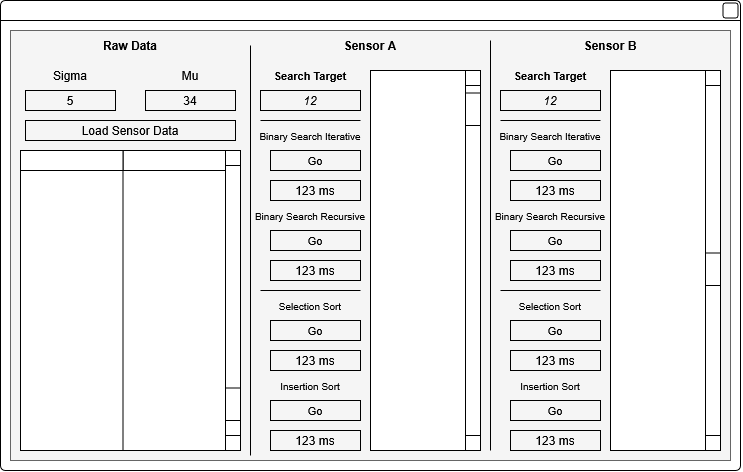 Raw Data
Sigma
Mu
5
34
Load Sensor Data
Sensor A
Search Target
12
Binary Search Iterative
Go
123 ms
Binary Search Recursive
Go
123 ms
Selection Sort
Go
123 ms
Insertion Sort
Go
123 ms
Sensor B
Search Target
12
Binary Search Iterative
Go
123 ms
Binary Search Recursive
Go
123 ms
Selection Sort
Go
123 ms
Insertion Sort
Go
123 ms